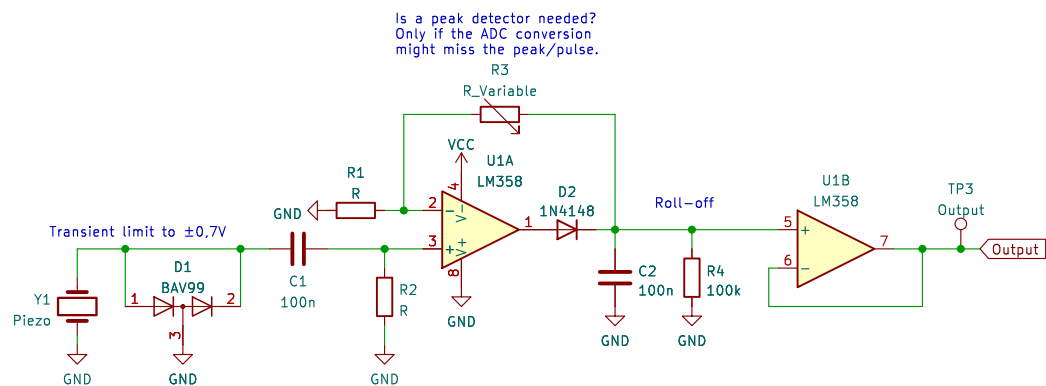 Is a peak detector needed?
Only if the ADC conversion
might miss the peak/pulse.
R3
R_Variable
VCC
U1A
LM358
4
R1
R
D2
1N4148
GND
2
−
V−
1
3
+
V+
8
GND
Roll-off
U1B
LM358
5
+
6
−
7
TP3
Output
Output
Transient limit to ±0,7V
D1
BAV99
1
2
3
GND
Y1
Piezo
GND
C1
100n
R2
R
GND
C2
100n
GND
R4
100k
GND